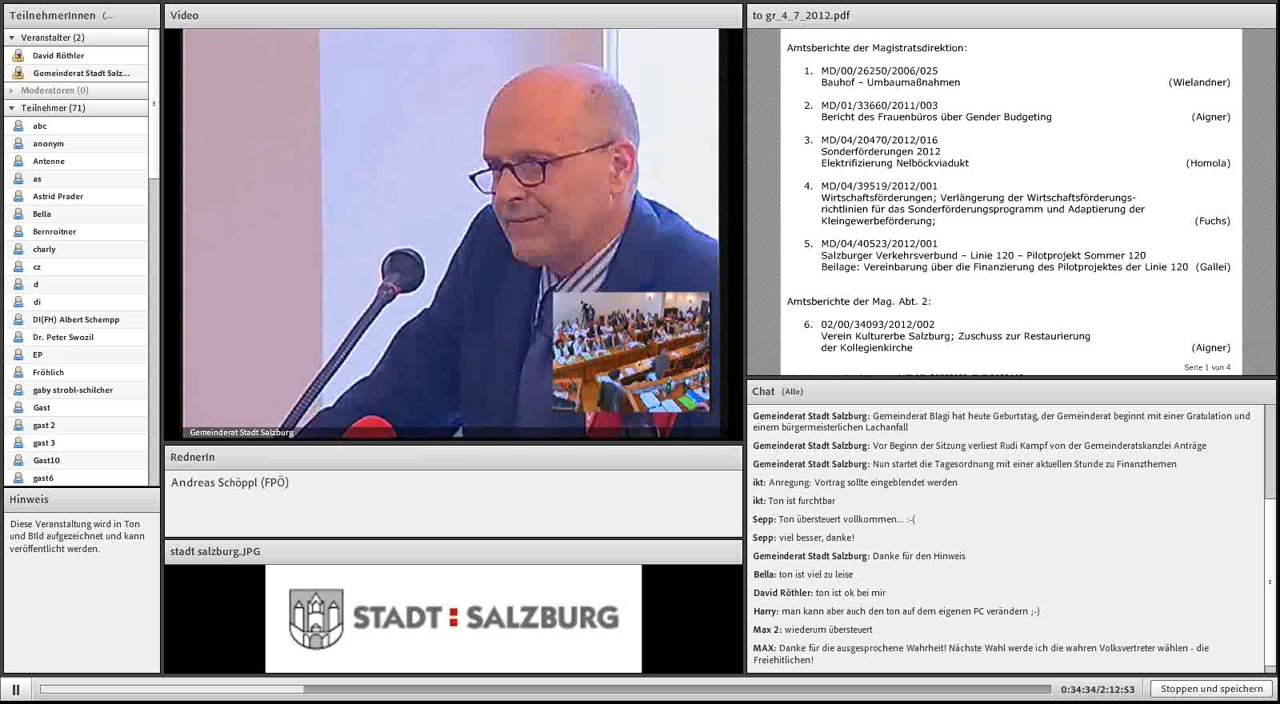 TeilnehmerInnen (...
Veranstalter (2)
David Röthler
Gemeinderat Stadt Salz...
Moderatoren (0)
Teilnehmer (71)
abc
anonym
Antenne
as
Astrid Prader
Bella
Bernroitner
charly
cz
d
di
DI(FH) Albert Schempp
Dr. Peter Swozil
EP
Fröhlich
gaby strobl-schilcher
Gast
gast 2
gast 3
Gast10
gast6
Hinweis
Diese Veranstaltung wird in Ton
und BIld aufgezeichnet und kann
veröffentlicht werden.
Video
Gemeinderat Stadt Salzburg
RednerIn
Andreas Schöppl (FPÖ)
stadt salzburg.JPG
STADT:SALZBURG
to gr_4_7_2012.pdf
Amtsberichte der Magistratsdirektion:
1. MD/00/26250/2006/025
Bauhof – Umbaumaßnahmen (Wielandner)
2. MD/01/33660/2011/003
Bericht des Frauenbüros über Gender Budgeting (Aigner)
3. MD/04/20470/2012/016
Sonderförderungen 2012
Elektrifizierung Nelböckviadukt (Homola)
4. MD/04/39519/2012/001
Wirtschaftsförderungen; Verlängerung der Wirtschaftsförderungs-
richtlinien für das Sonderförderungsprogramm und Adaptierung der
Kleingewerbeförderung; (Fuchs)
5. MD/04/40523/2012/001
Salzburger Verkehrsverbund – Linie 120 – Pilotprojekt Sommer 120
Beilage: Vereinbarung über die Finanzierung des Pilotprojektes der Linie 120 (Gallei)
Amtsberichte der Mag. Abt. 2:
6. 02/00/34093/2012/002
Verein Kulturerbe Salzburg; Zuschuss zur Restaurierung
der Kollegienkirche (Aigner)
Seite 1 von 4
Chat (Alle)
Gemeinderat Stadt Salzburg: Gemeinderat Blagi hat heute Geburtstag, der Gemeinderat beginnt mit einer Gratulation und
einem bürgermeisterlichen Lachanfall
Gemeinderat Stadt Salzburg: Vor Beginn der Sitzung verliest Rudi Kampf von der Gemeinderatskanzlei Anträge
Gemeinderat Stadt Salzburg: Nun startet die Tagesordnung mit einer aktuellen Stunde zu Finanzthemen
ikt: Anregung: Vortrag sollte eingeblendet werden
ikt: Ton ist furchtbar
Sepp: Ton übersteuert vollkommen... :-(
Sepp: viel besser, danke!
Gemeinderat Stadt Salzburg: Danke für den Hinweis
Bella: ton ist viel zu leise
David Röthler: ton ist ok bei mir
Harry: man kann aber auch den ton auf dem eigenen PC verändern ;-)
Max 2: wiederum übersteuert
MAX: Danke für die ausgesprochene Wahrheit! Nächste Wahl werde ich die wahren Volksvertreter wählen - die
Freiehitlichen!
0:34:34/2:12:53
Stoppen und speichern